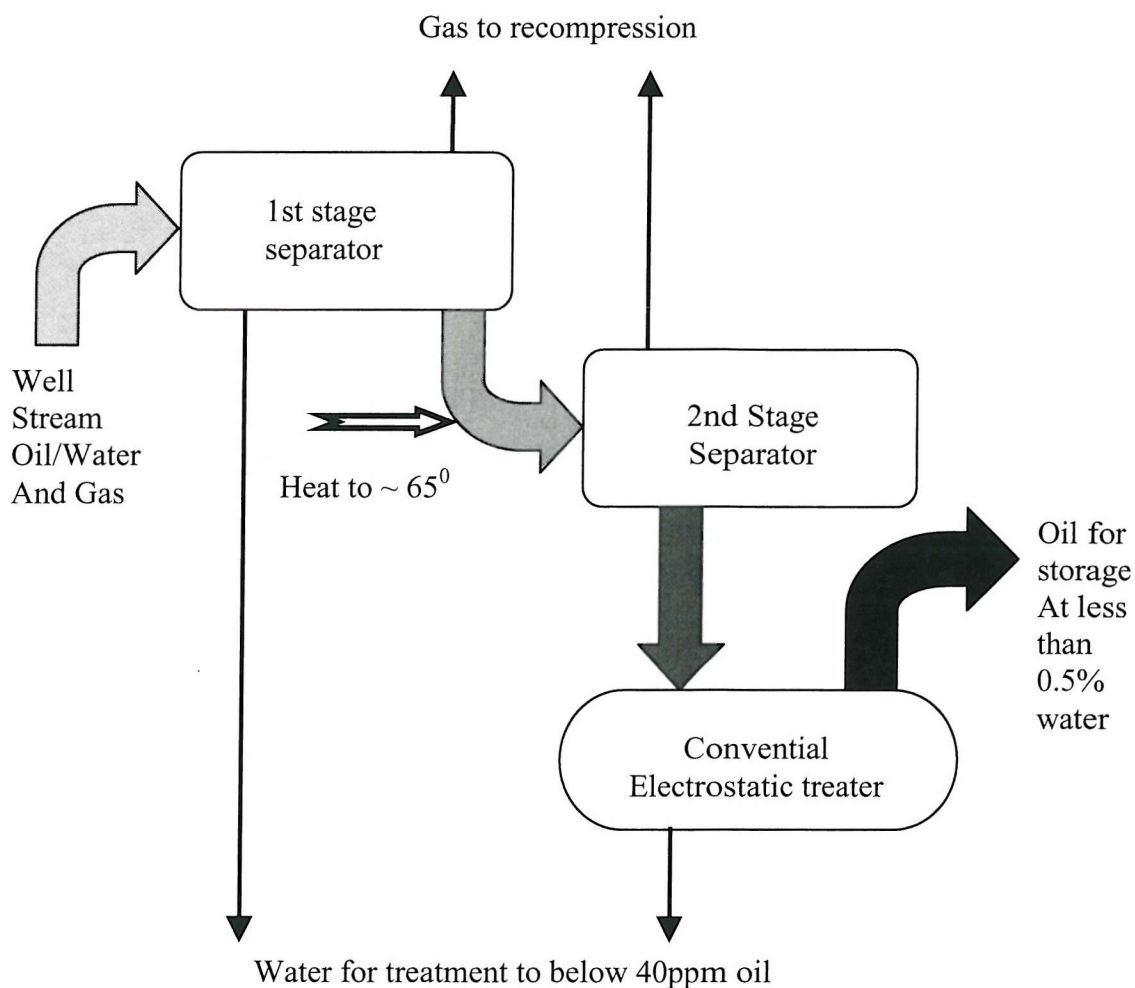 Gas to recompression
1st stage
separator
Well
Stream
Oil/Water
And Gas
Heat to ~ 65⁰
2nd Stage
Separator
Oil for
storage
At less
than
0.5%
water
Convential
Electrostatic treater
Water for treatment to below 40ppm oil